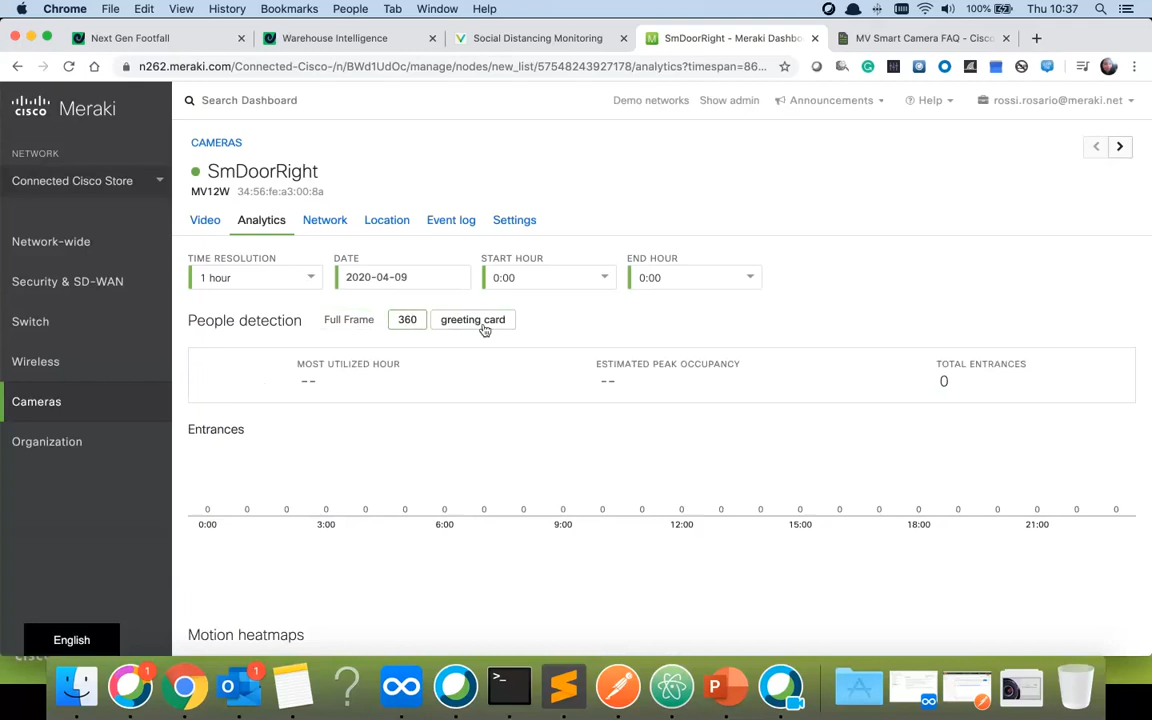 Chrome File Edit View History Bookmarks People Tab Window Help 100% Thu 10:37
Next Gen Footfall Warehouse Intelligence Social Distancing Monitoring SmDoorRight - Meraki Dashbo MV Smart Camera FAQ - Cisco
n262.meraki.com/Connected-Cisco-/n/BWd1UdOc/manage/nodes/new_list/57548243927178/analytics?timespan=86...
cisco Meraki
Search Dashboard
Demo networks Show admin Announcements Help rossi.rosario@meraki.net
NETWORK
Connected Cisco Store
Network-wide
Security & SD-WAN
Switch
Wireless
Cameras
Organization
English
CAMERAS
SmDoorRight
MV12W 34:56:fe:a3:00:8a
Video Analytics Network Location Event log Settings
TIME RESOLUTION DATE START HOUR END HOUR
1 hour 2020-04-09 0:00 0:00
People detection Full Frame 360 greeting card
MOST UTILIZED HOUR ESTIMATED PEAK OCCUPANCY TOTAL ENTRANCES
-- -- 0
Entrances
0 0 0 0 0 0 0 0 0 0 0 0 0 0 0 0 0 0 0 0 0 0 0 0
0:00 3:00 6:00 9:00 12:00 15:00 18:00 21:00
Motion heatmaps
1 1